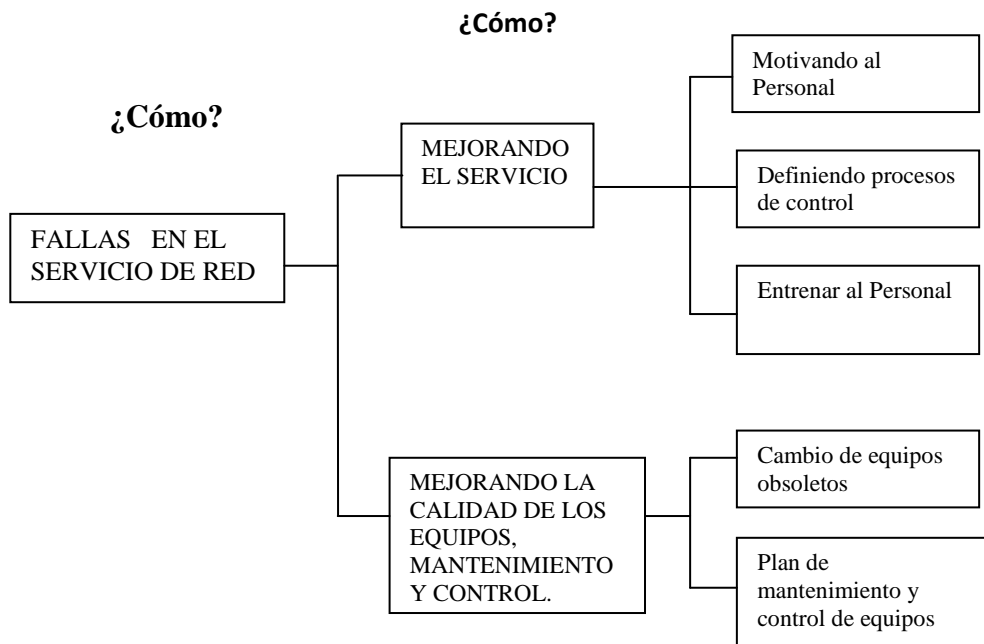 ¿Cómo?
¿Cómo?
FALLAS EN EL
SERVICIO DE RED
MEJORANDO
EL SERVICIO
Motivando al
Personal
Definiendo procesos
de control
Entrenar al Personal
MEJORANDO LA
CALIDAD DE LOS
EQUIPOS,
MANTENIMIENTO
Y CONTROL.
Cambio de equipos
obsoletos
Plan de
mantenimiento y
control de equipos